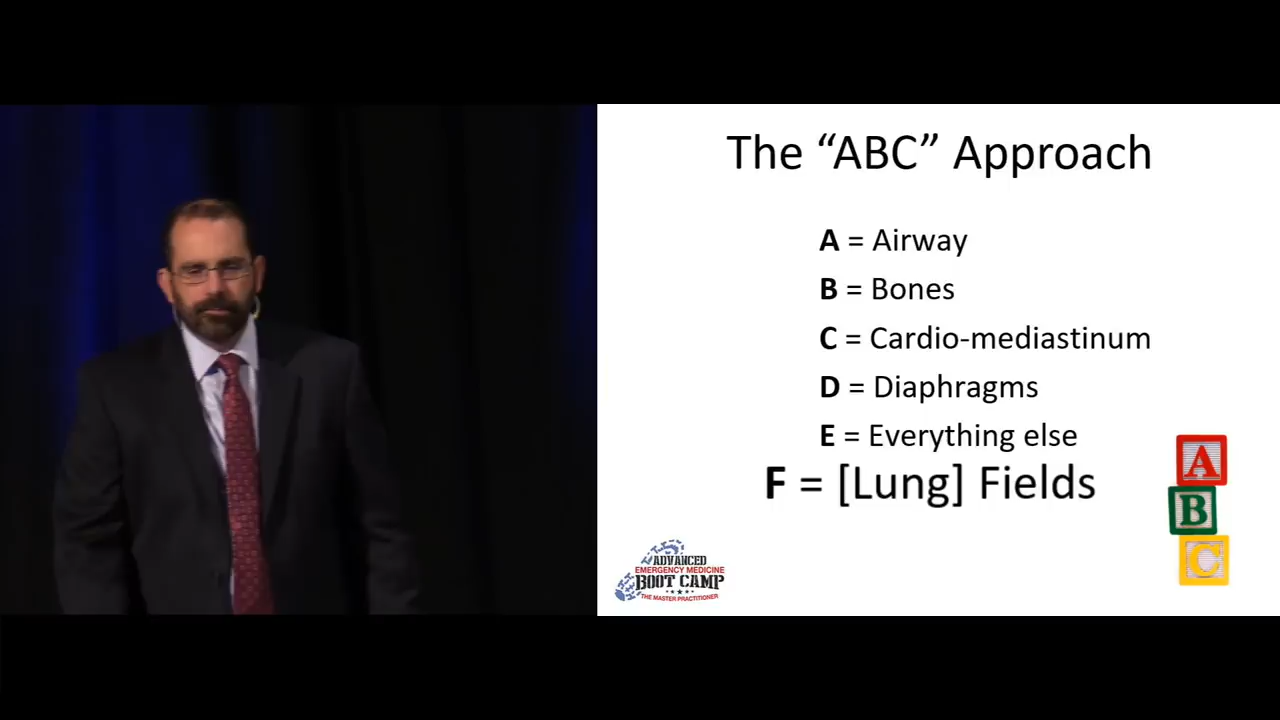 The “ABC” Approach
A = Airway
B = Bones
C = Cardio-mediastinum
D = Diaphragms
E = Everything else
F = [Lung] Fields
A
B
C
ADVANCED
EMERGENCY MEDICINE
BOOT CAMP
THE MASTER PRACTITIONER